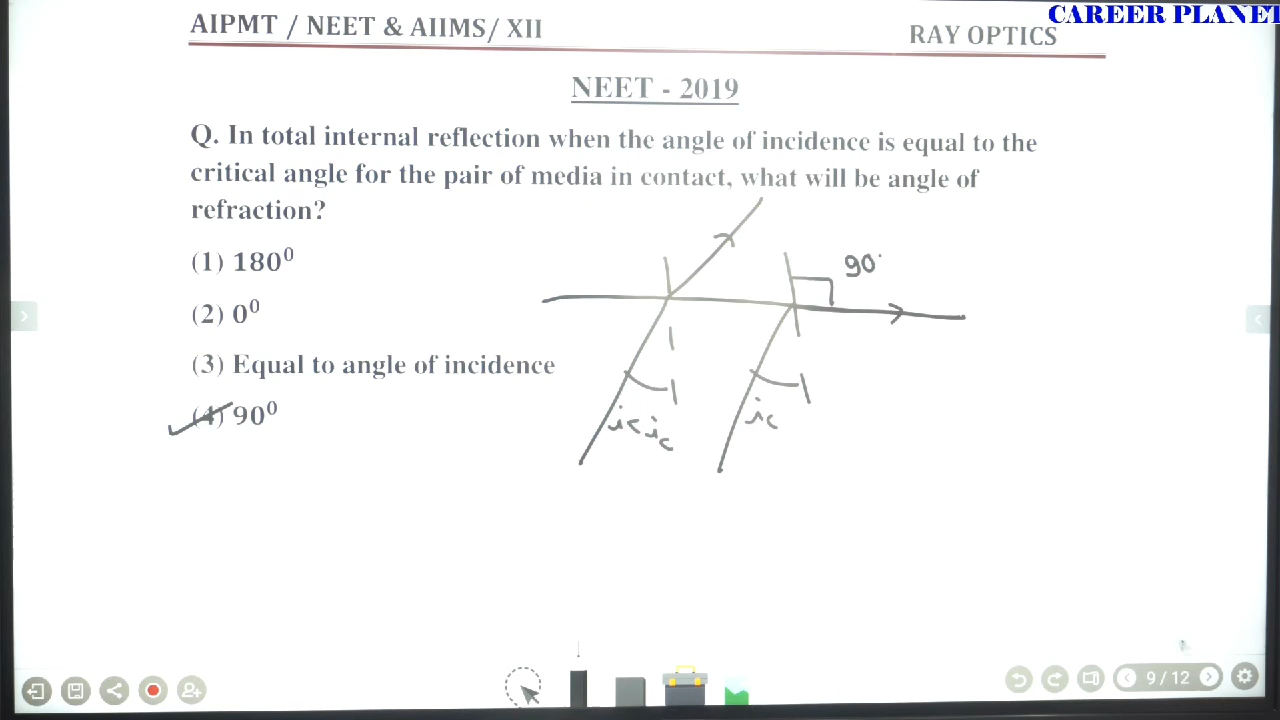 CAREER PLANET
AIPMT / NEET & AIIMS/ XII
RAY OPTICS
NEET - 2019
Q. In total internal reflection when the angle of incidence is equal to the
critical angle for the pair of media in contact, what will be angle of
refraction?
(1) 180⁰
(2) 0⁰
(3) Equal to angle of incidence
(4) 90⁰
90°
i < i_c
i_c
9 / 12